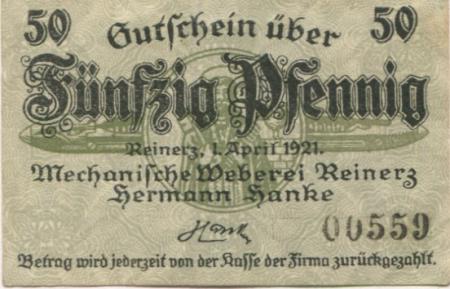 50 Gutschein über 50
Fünfzig Pfennig
Reinerz, 1. April 1921.
Mechanische Weberei Reinerz
Hermann Hanke
Hanke 00559
Betrag wird jederzeit von der Kasse der Firma zurückgezahlt.